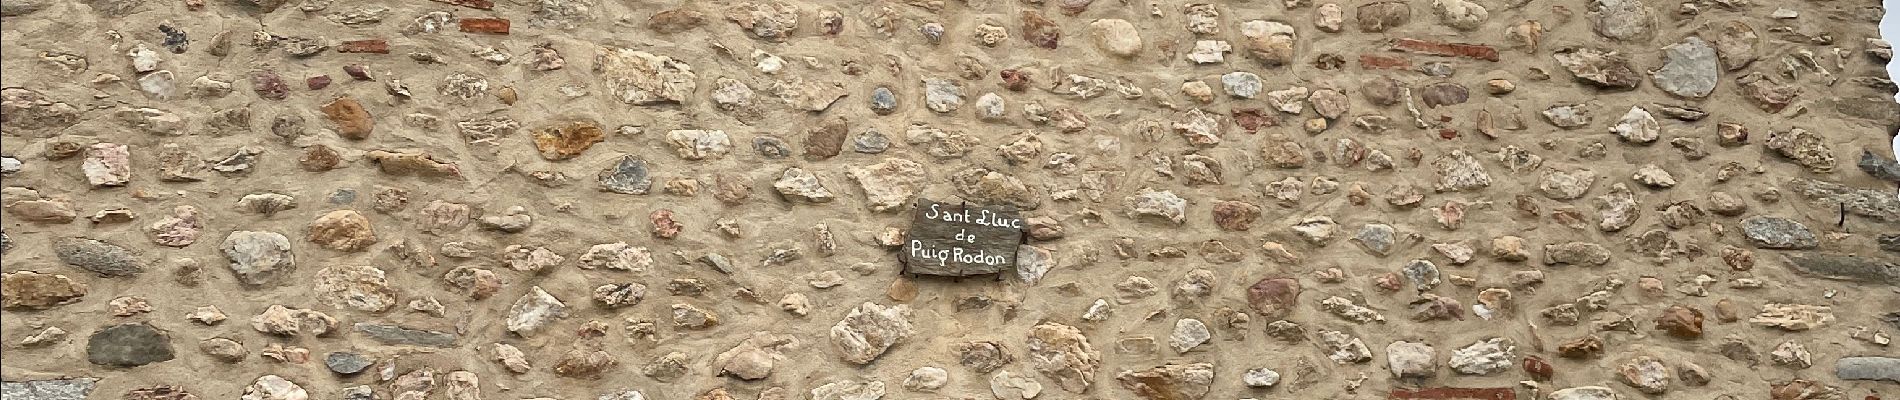 Sant Lluc
de
Puig Rodon